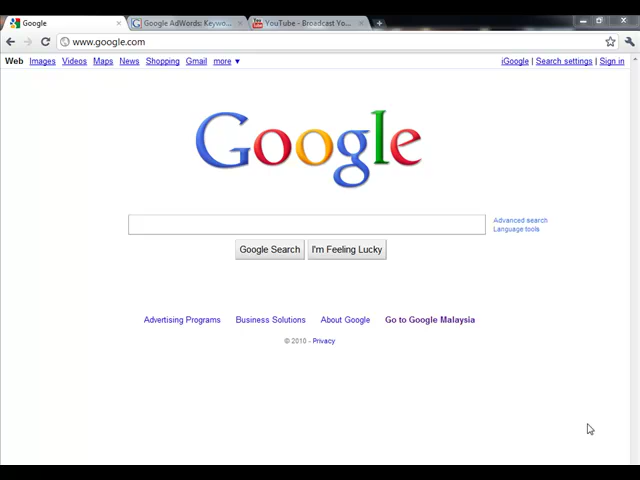 Google
Google AdWords: Keywo...
YouTube - Broadcast Yo...
www.google.com
Web Images Videos Maps News Shopping Gmail more ▼
iGoogle | Search settings | Sign in
Google
Advanced search
Language tools
Google Search
I'm Feeling Lucky
Advertising Programs Business Solutions About Google Go to Google Malaysia
© 2010 - Privacy